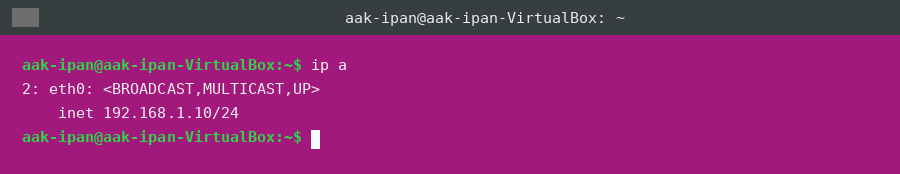 aak-ipan@aak-ipan-VirtualBox: ~
aak-ipan@aak-ipan-VirtualBox:~$ ip a
2: eth0: <BROADCAST,MULTICAST,UP>
    inet 192.168.1.10/24
aak-ipan@aak-ipan-VirtualBox:~$